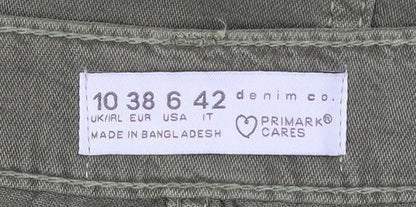 10 38 6 42 denim co.
UK/IRL EUR USA IT
MADE IN BANGLADESH
PRIMARK®
CARES